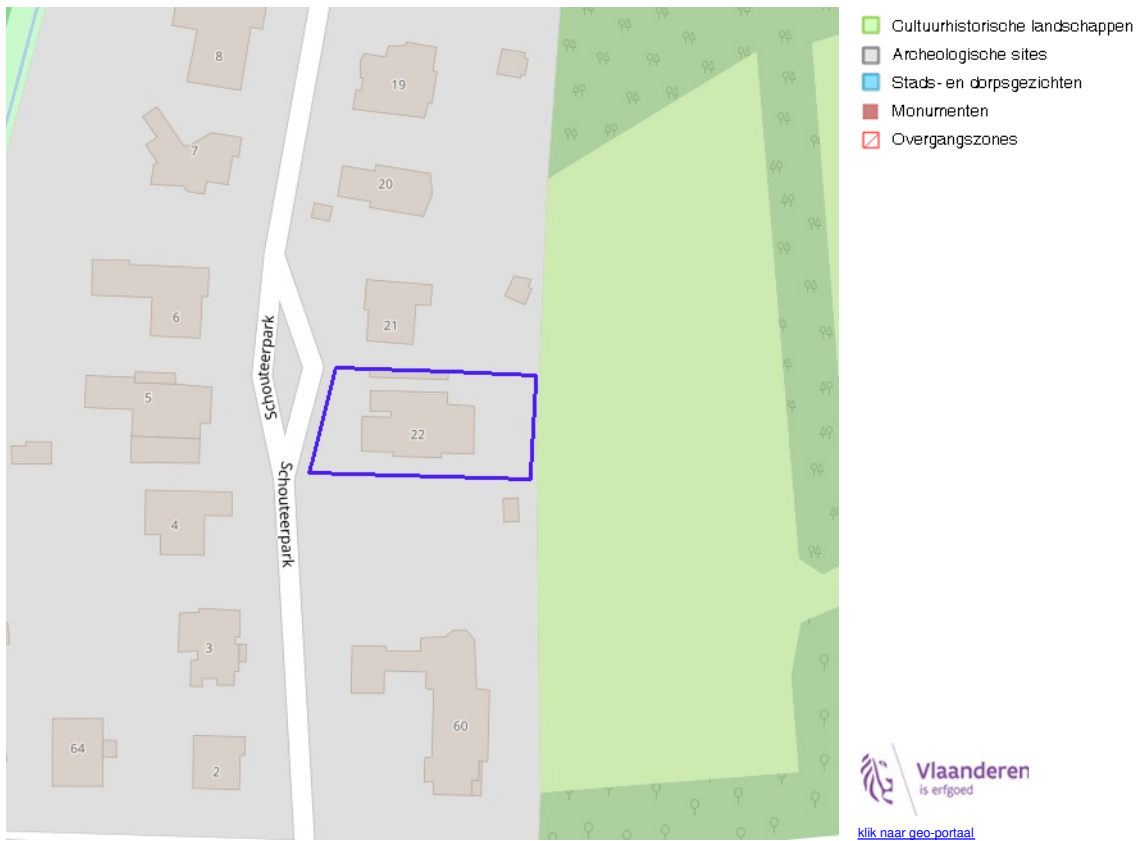 8
19
7
20
6
21
Schouteerpark
5
22
Schouteerpark
4
3
60
64
2
Cultuurhistorische landschappen
Archeologische sites
Stads- en dorpsgezichten
Monumenten
Overgangszones
Vlaanderen
is erfgoed
klik naar geo-portaal